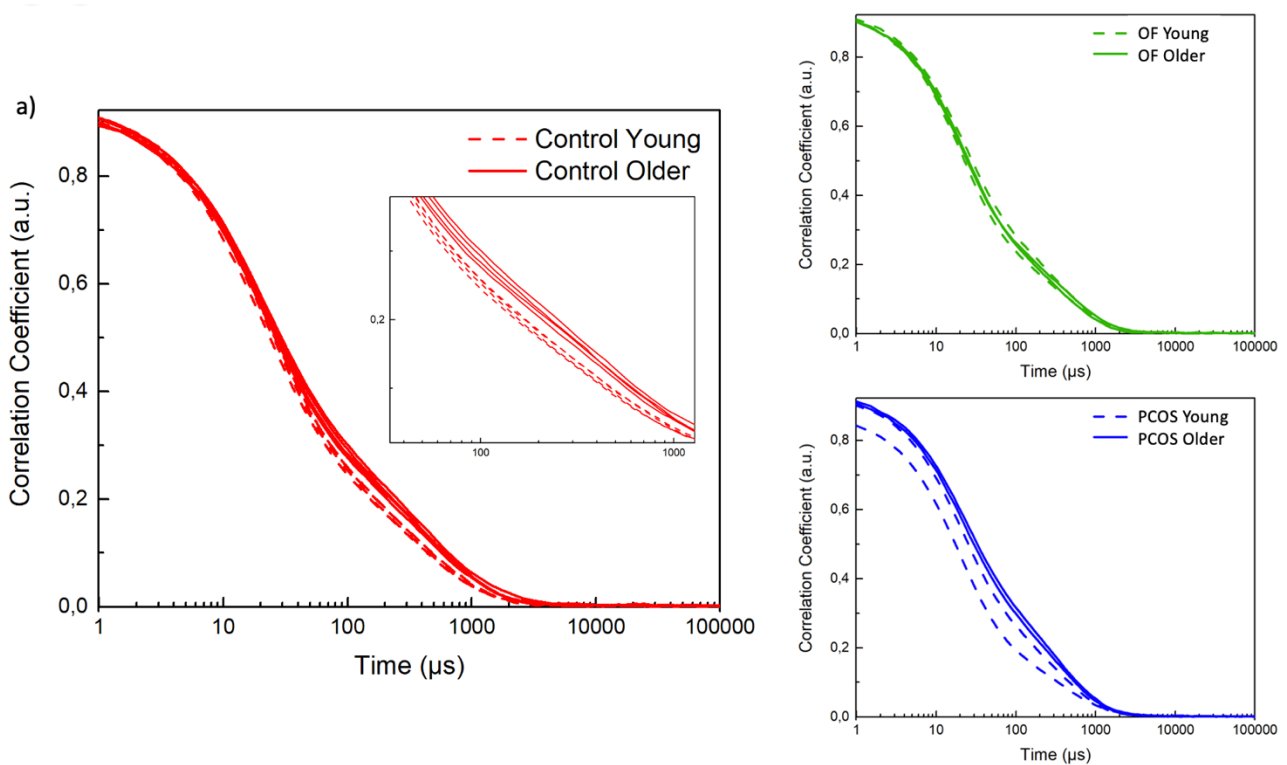 a)
Correlation Coefficient (a.u.)
0,8
0,6
0,4
0,2
0,0
1 10 100 1000 10000 100000
Time (μs)
Control Young
Control Older
0,2
100 1000
Correlation Coefficient (a.u.)
0,8
0,6
0,4
0,2
0,0
1 10 100 1000 10000 100000
Time (μs)
OF Young
OF Older
Correlation Coefficient (a.u.)
0,8
0,6
0,4
0,2
0,0
1 10 100 1000 10000 100000
Time (μs)
PCOS Young
PCOS Older